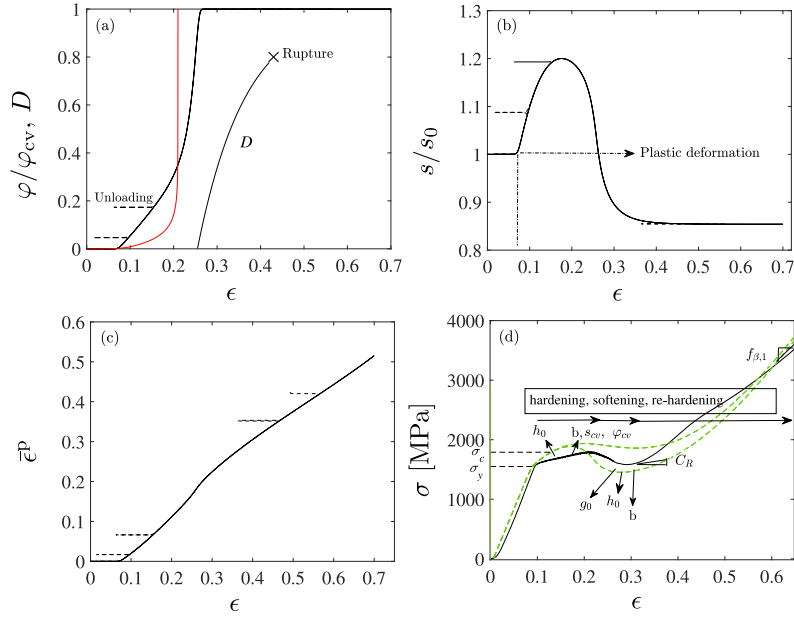 (a)
1
0.8
0.6
0.4
0.2
0
φ/φcv, D
Rupture
D
Unloading
0 0.1 0.2 0.3 0.4 0.5 0.6 0.7
ϵ
(b)
1.3
1.2
1.1
1
0.9
0.8
s/s0
Plastic deformation
0 0.1 0.2 0.3 0.4 0.5 0.6 0.7
ϵ
(c)
0.6
0.5
0.4
0.3
0.2
0.1
0
ϵ̄p
0 0.1 0.2 0.3 0.4 0.5 0.6 0.7
ϵ
(d)
4000
3000
2000
σc
σy
1000
0
σ [MPa]
fβ,1
hardening, softening, re-hardening
h0
b, scv, φcv
CR
g0
h0
b
0 0.1 0.2 0.3 0.4 0.5 0.6
ϵ